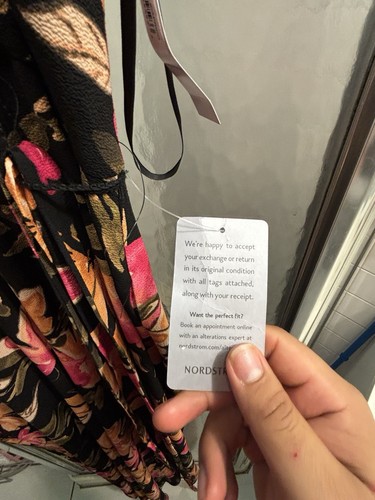 We're happy to accept
your exchange or return
in its original condition
with all tags attached,
along with your receipt.
Want the perfect fit?
Book an appointment online
with an alterations expert at